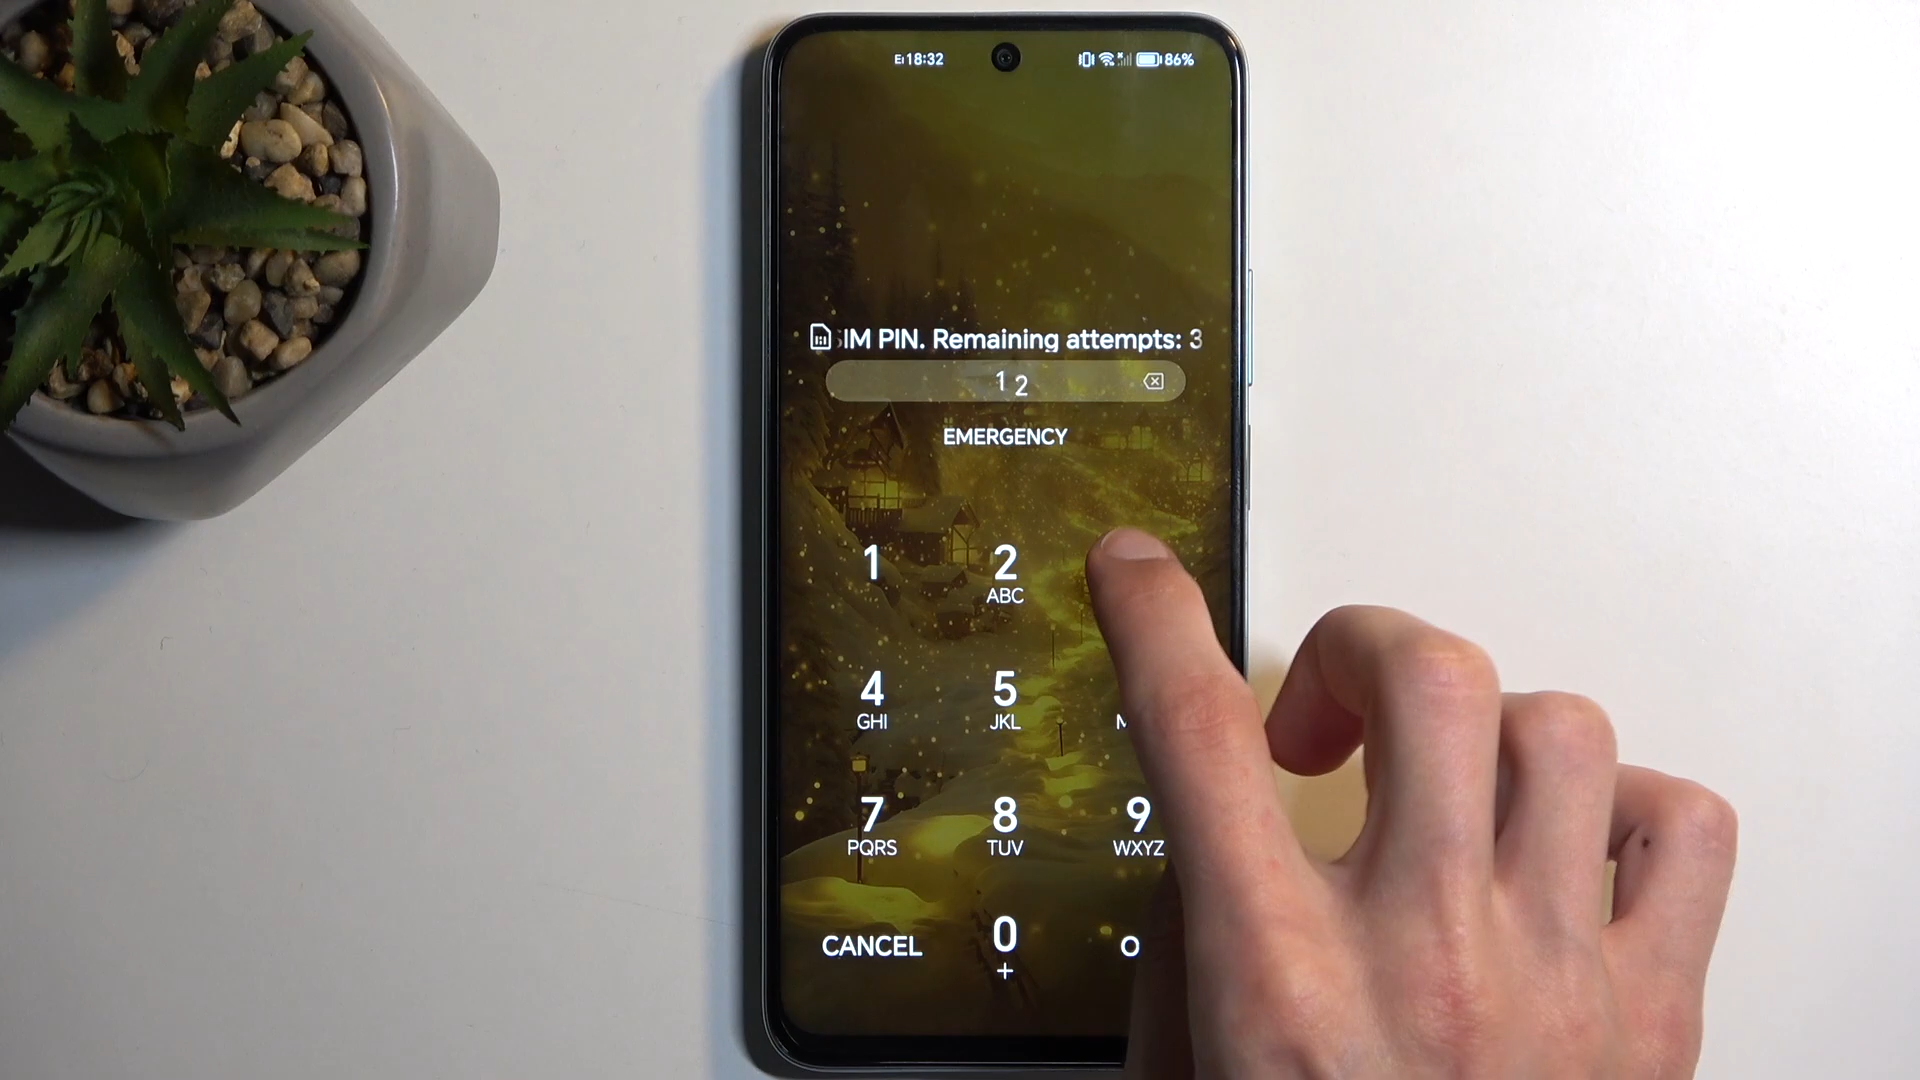 18:32 86%
IM PIN. Remaining attempts: 3
1 2
EMERGENCY
1 2
ABC
4 5
GHI JKL M
7 8 9
PQRS TUV WXYZ
CANCEL 0 O
+